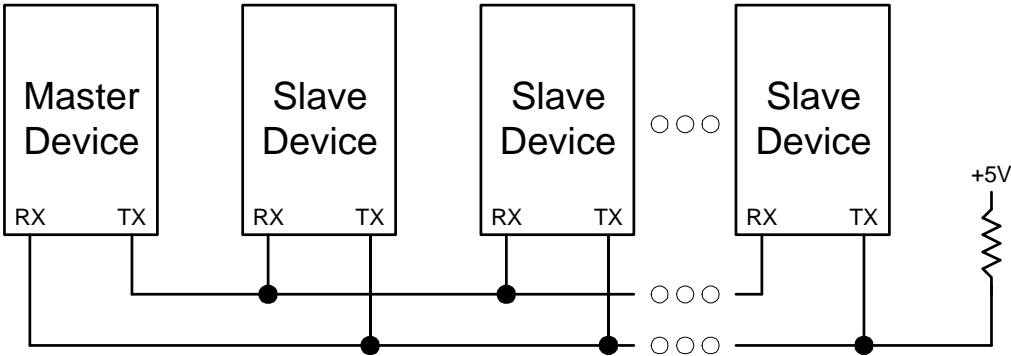 Master
Device
Slave
Device
Slave
Device
Slave
Device
+5V
RX TX
RX TX
RX TX
RX TX